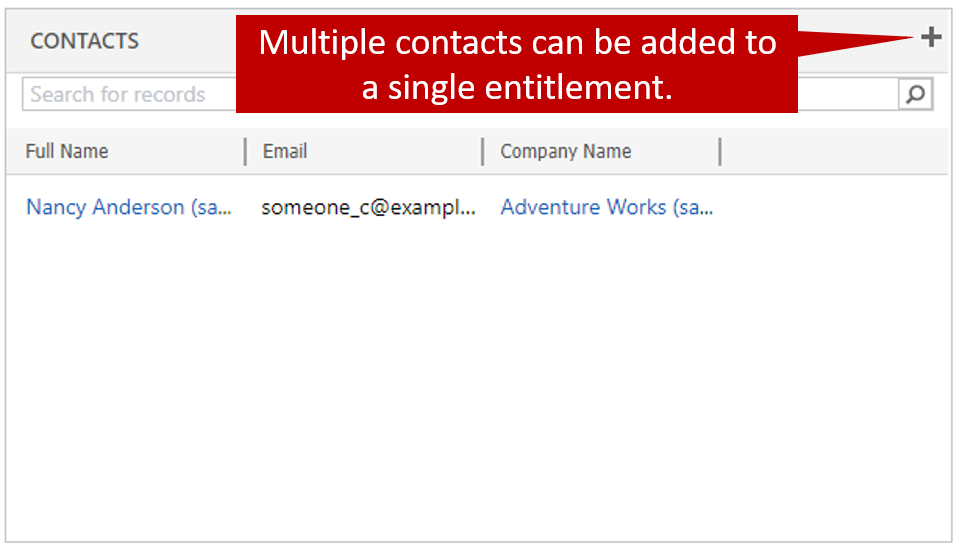 CONTACTS
Multiple contacts can be added to
a single entitlement.
Search for records
Full Name Email Company Name
Nancy Anderson (sa... someone_c@exampl... Adventure Works (sa...